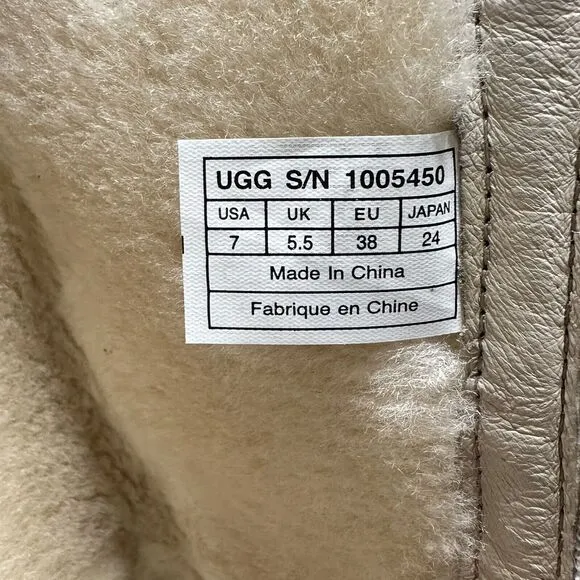 UGG S/N 1005450
USA UK EU JAPAN
7 5.5 38 24
Made In China
Fabrique en Chine